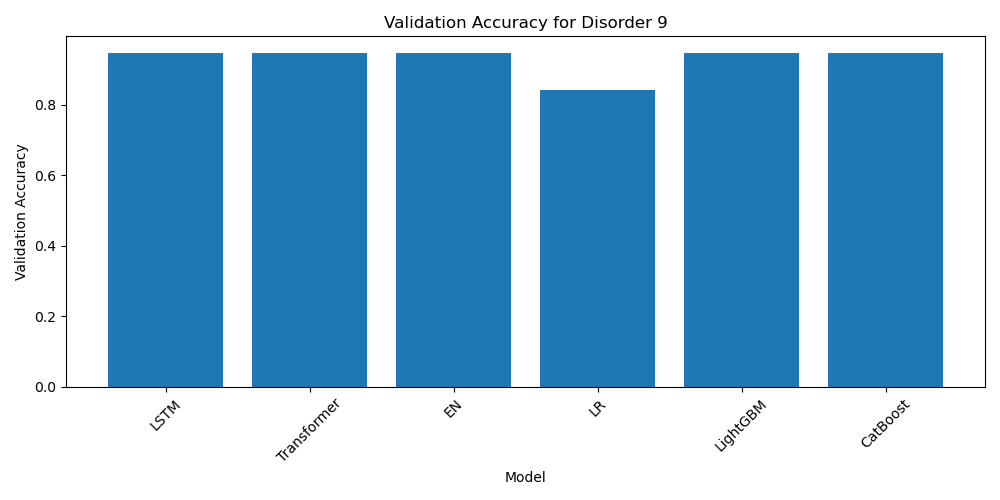 Validation Accuracy for Disorder 9
Validation Accuracy
0.8
0.6
0.4
0.2
0.0
LSTM
Transformer
EN
LR
LightGBM
CatBoost
Model